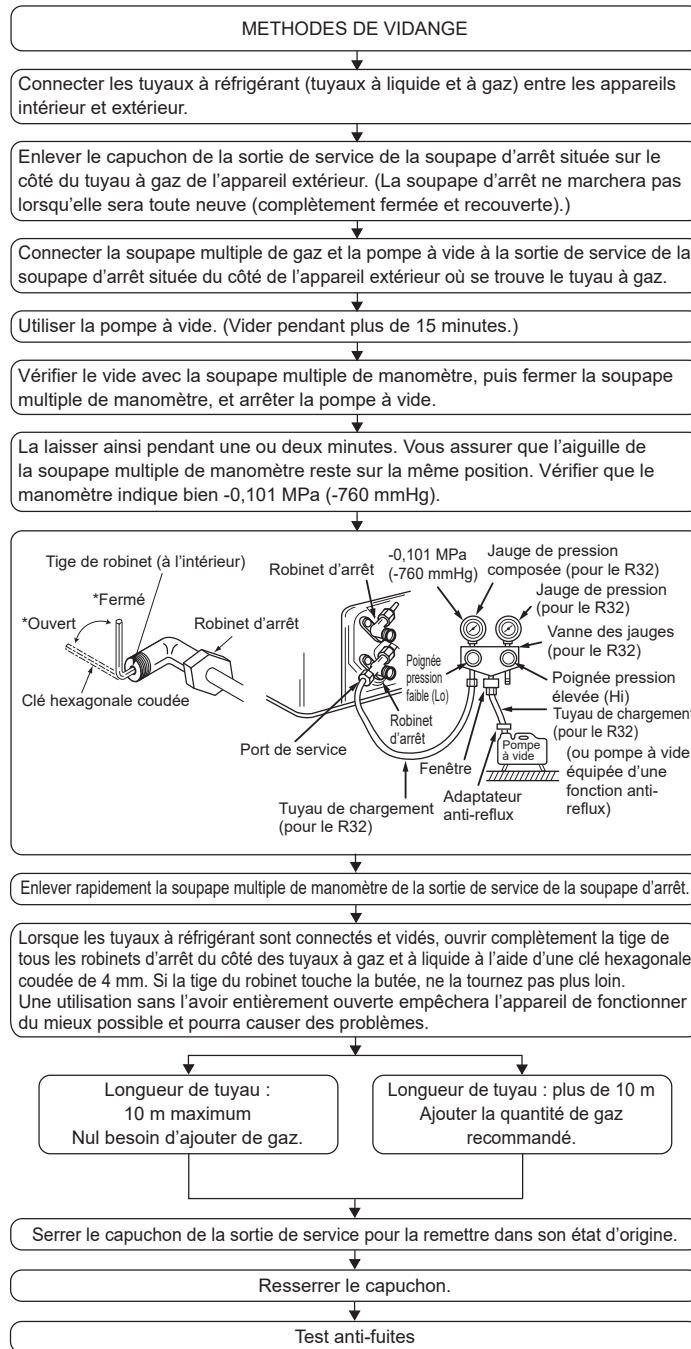 METHODES DE VIDANGE
Connecter les tuyaux à réfrigérant (tuyaux à liquide et à gaz) entre les appareils
intérieur et extérieur.
Enlever le capuchon de la sortie de service de la soupape d’arrêt située sur le
côté du tuyau à gaz de l’appareil extérieur. (La soupape d’arrêt ne marchera pas
lorsqu’elle sera toute neuve (complètement fermée et recouverte).)
Connecter la soupape multiple de gaz et la pompe à vide à la sortie de service de la
soupape d’arrêt située du côté de l’appareil extérieur où se trouve le tuyau à gaz.
Utiliser la pompe à vide. (Vider pendant plus de 15 minutes.)
Vérifier le vide avec la soupape multiple de manomètre, puis fermer la soupape
multiple de manomètre, et arrêter la pompe à vide.
La laisser ainsi pendant une ou deux minutes. Vous assurer que l’aiguille de
la soupape multiple de manomètre reste sur la même position. Vérifier que le
manomètre indique bien -0,101 MPa (-760 mmHg).
Tige de robinet (à l’intérieur)
*Fermé
*Ouvert
Robinet d’arrêt
Clé hexagonale coudée
Robinet d’arrêt
-0,101 MPa
(-760 mmHg)
Jauge de pression
composée (pour le R32)
Jauge de pression
(pour le R32)
Vanne des jauges
(pour le R32)
Poignée
pression
faible (Lo)
Poignée pression
élevée (Hi)
Robinet
d’arrêt
Port de service
Tuyau de chargement
(pour le R32)
Pompe
à vide
Fenêtre
(ou pompe à vide
équipée d’une
fonction anti-
reflux)
Adaptateur
anti-reflux
Tuyau de chargement
(pour le R32)
Enlever rapidement la soupape multiple de manomètre de la sortie de service de la soupape d’arrêt.
Lorsque les tuyaux à réfrigérant sont connectés et vidés, ouvrir complètement la tige de
tous les robinets d’arrêt du côté des tuyaux à gaz et à liquide à l’aide d’une clé hexagonale
coudée de 4 mm. Si la tige du robinet touche la butée, ne la tournez pas plus loin.
Une utilisation sans l’avoir entièrement ouverte empêchera l’appareil de fonctionner
du mieux possible et pourra causer des problèmes.
Longueur de tuyau :
10 m maximum
Nul besoin d’ajouter de gaz.
Longueur de tuyau : plus de 10 m
Ajouter la quantité de gaz
recommandé.
Serrer le capuchon de la sortie de service pour la remettre dans son état d’origine.
Resserrer le capuchon.
Test anti-fuites